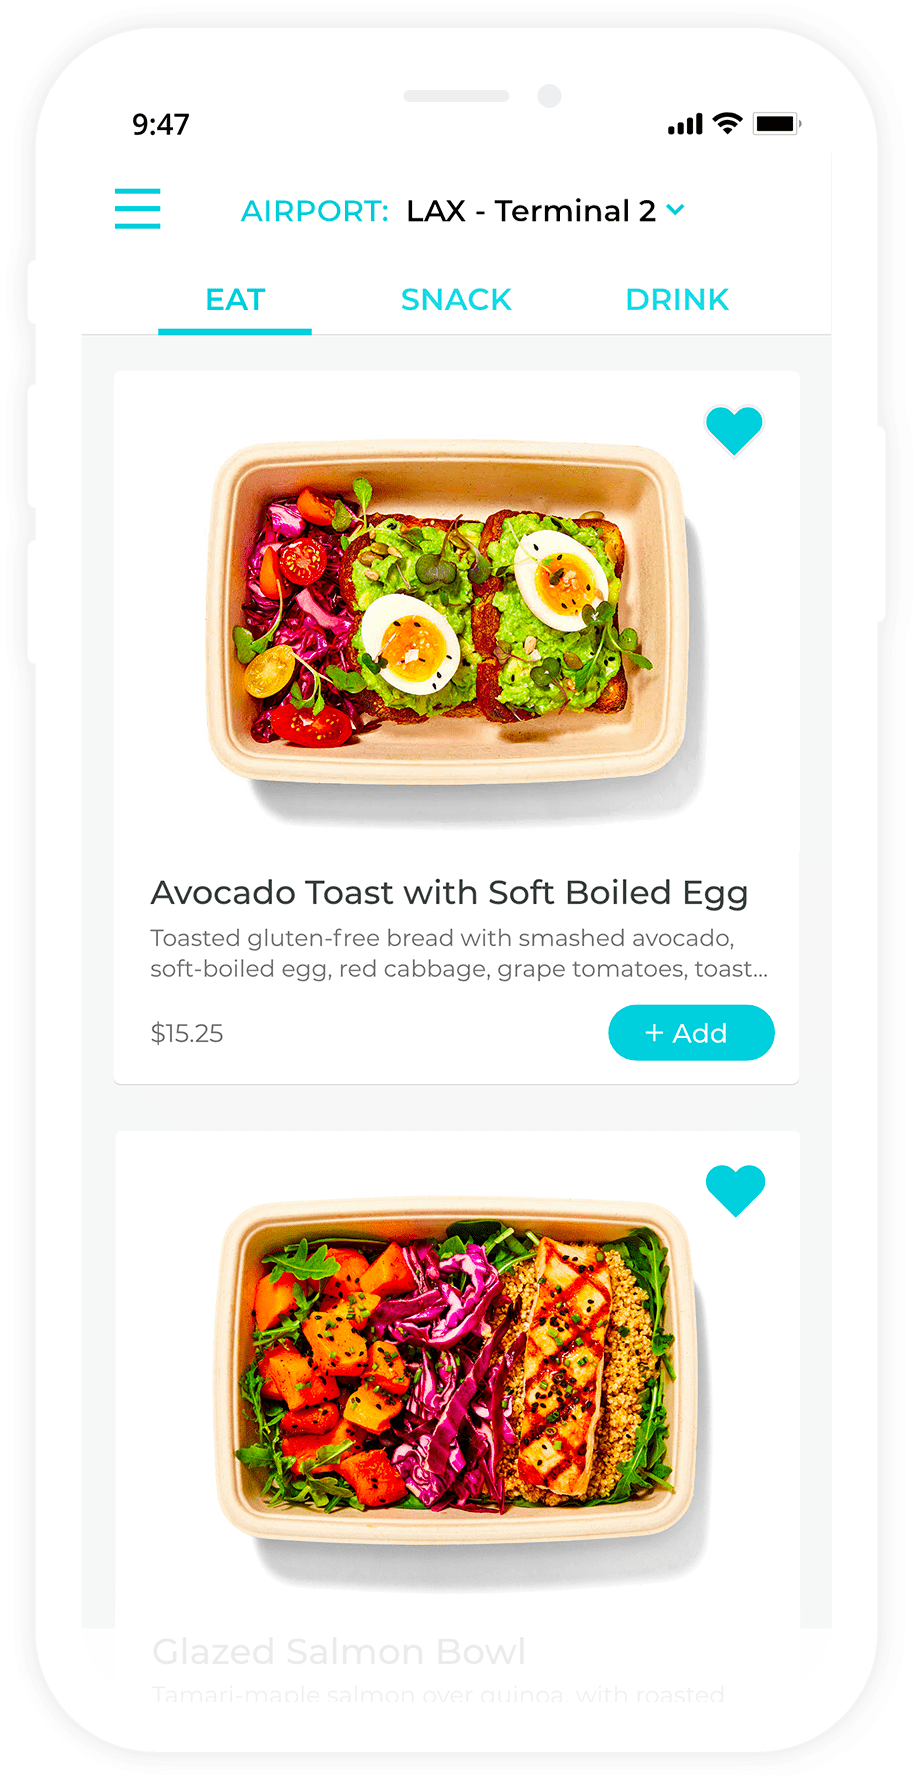 9:47
AIRPORT: LAX - Terminal 2
EAT SNACK DRINK
Avocado Toast with Soft Boiled Egg
Toasted gluten-free bread with smashed avocado,
soft-boiled egg, red cabbage, grape tomatoes, toast...
$15.25
+ Add
Glazed Salmon Bowl
Tamari-maple salmon over quinoa, with roasted